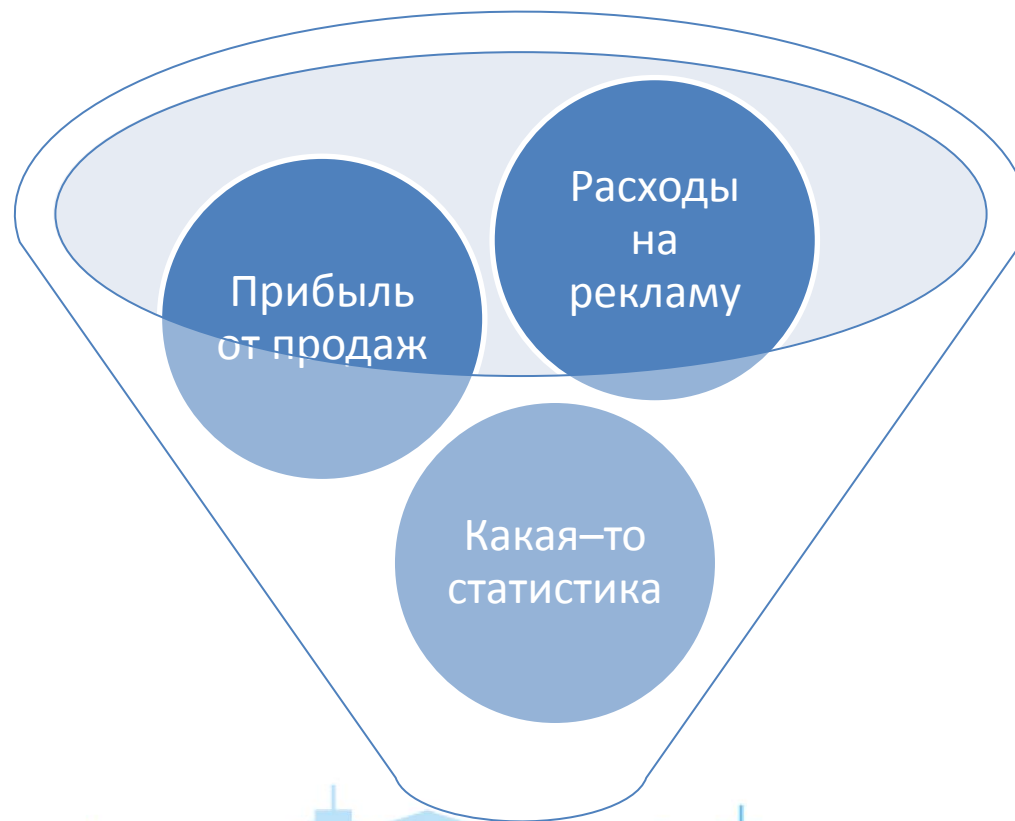 Расходы
на
рекламу
Прибыль
от продаж
Какая–то
статистика